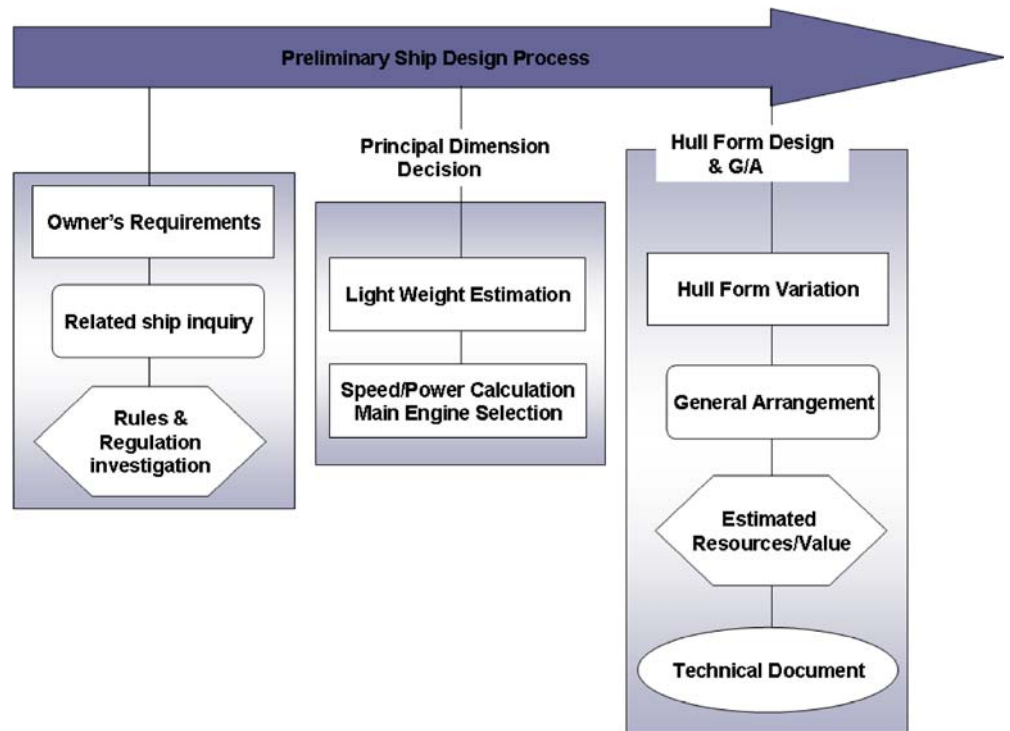 Preliminary Ship Design Process
Owner's Requirements
Related ship inquiry
Rules &
Regulation
investigation
Principal Dimension
Decision
Light Weight Estimation
Speed/Power Calculation
Main Engine Selection
Hull Form Design
& G/A
Hull Form Variation
General Arrangement
Estimated
Resources/Value
Technical Document